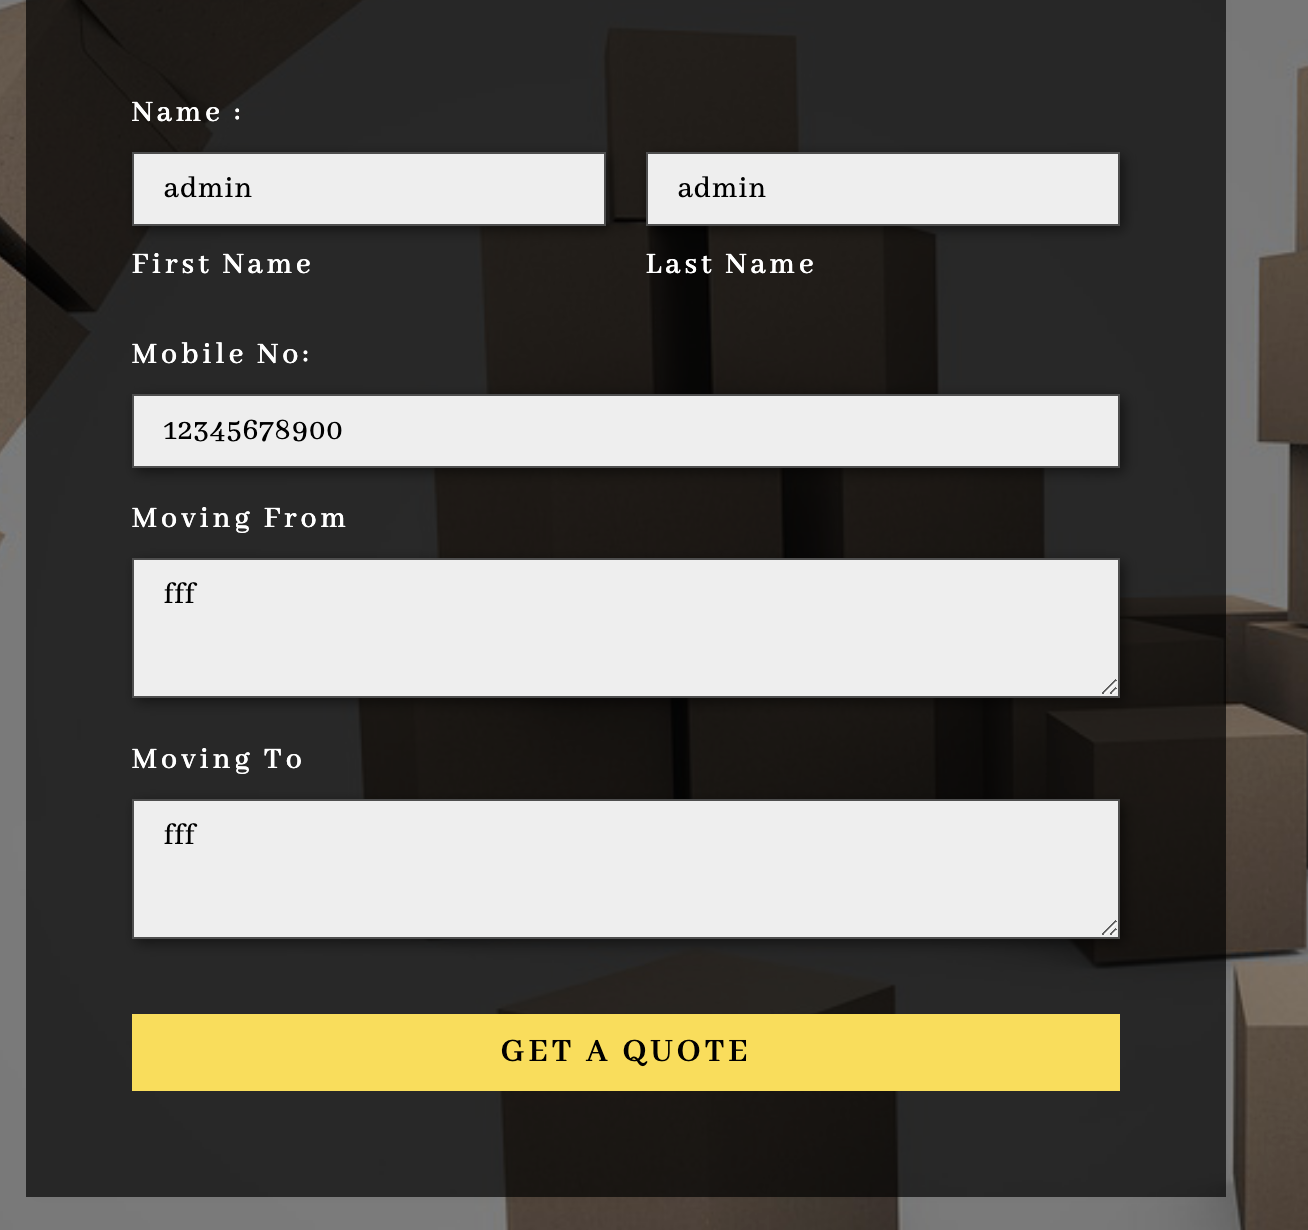 Name :
admin
admin
First Name
Last Name
Mobile No:
12345678900
Moving From
fff
Moving To
fff
GET A QUOTE